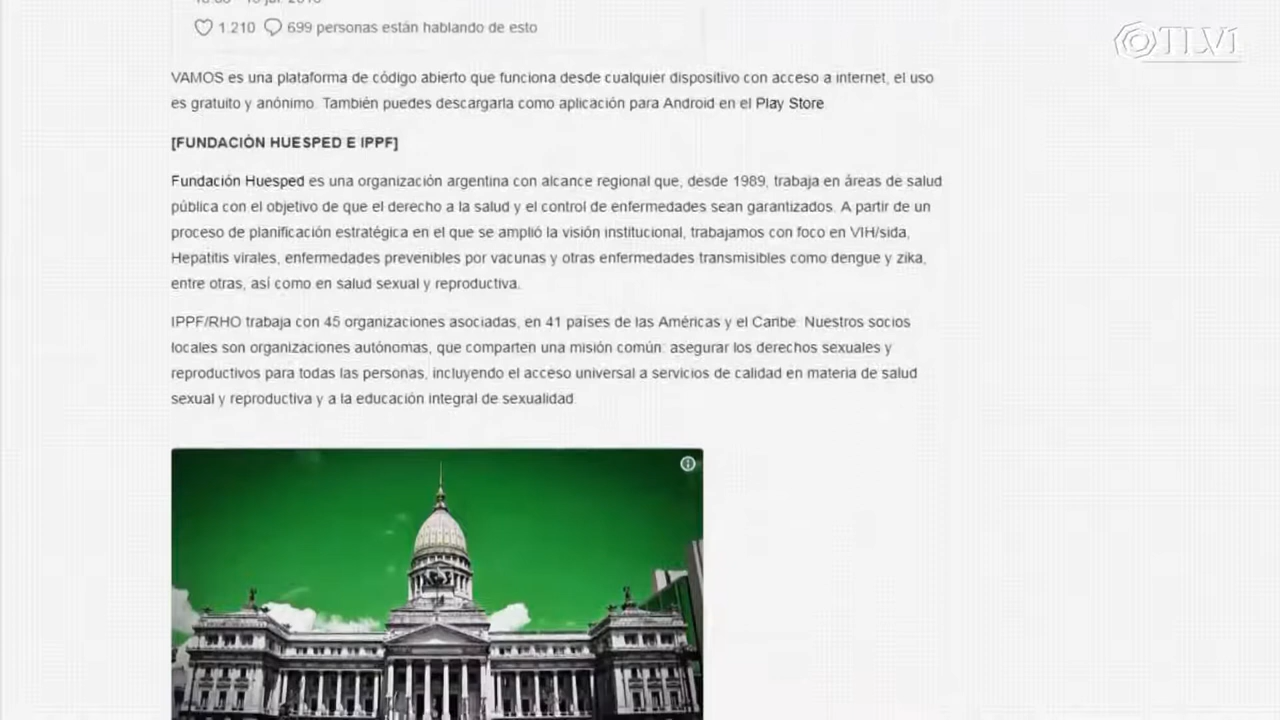 1.210 699 personas están hablando de esto
TLV1
VAMOS es una plataforma de código abierto que funciona desde cualquier dispositivo con acceso a internet, el uso
es gratuito y anónimo. También puedes descargarla como aplicación para Android en el Play Store.
[FUNDACIÓN HUESPED E IPPF]
Fundación Huesped es una organización argentina con alcance regional que, desde 1989, trabaja en áreas de salud
pública con el objetivo de que el derecho a la salud y el control de enfermedades sean garantizados. A partir de un
proceso de planificación estratégica en el que se amplió la visión institucional, trabajamos con foco en VIH/sida,
Hepatitis virales, enfermedades prevenibles por vacunas y otras enfermedades transmisibles como dengue y zika,
entre otras, así como en salud sexual y reproductiva.
IPPF/RHO trabaja con 45 organizaciones asociadas, en 41 países de las Américas y el Caribe. Nuestros socios
locales son organizaciones autónomas, que comparten una misión común: asegurar los derechos sexuales y
reproductivos para todas las personas, incluyendo el acceso universal a servicios de calidad en materia de salud
sexual y reproductiva y a la educación integral de sexualidad.